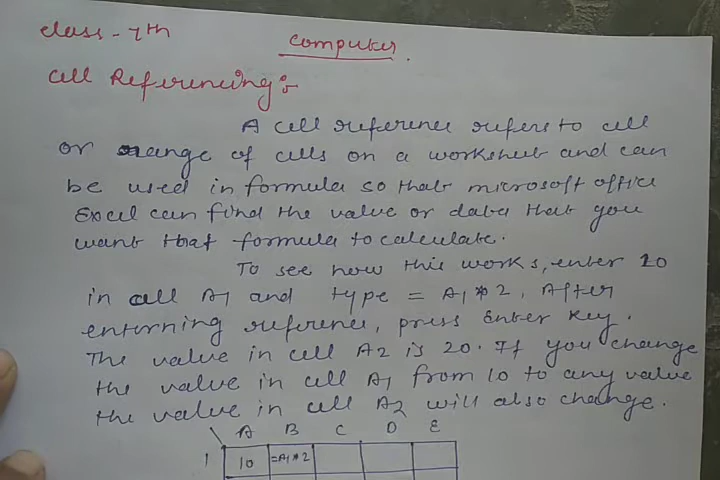 class - 7th
Computer.
Cell Referencing :-
A cell reference refers to cell
or range of cells on a worksheet and can
be used in formula so that microsoft office
Excel can find the value or data that you
want that formula to calculate.
To see how this works, enter 10
in cell A1 and type = A1*2. After
enterning reference, press Enter key.
The value in cell A2 is 20. If you change
the value in cell A1 from 10 to any value
the value in cell A2 will also change.
A B C D E
1 10 =A1*2